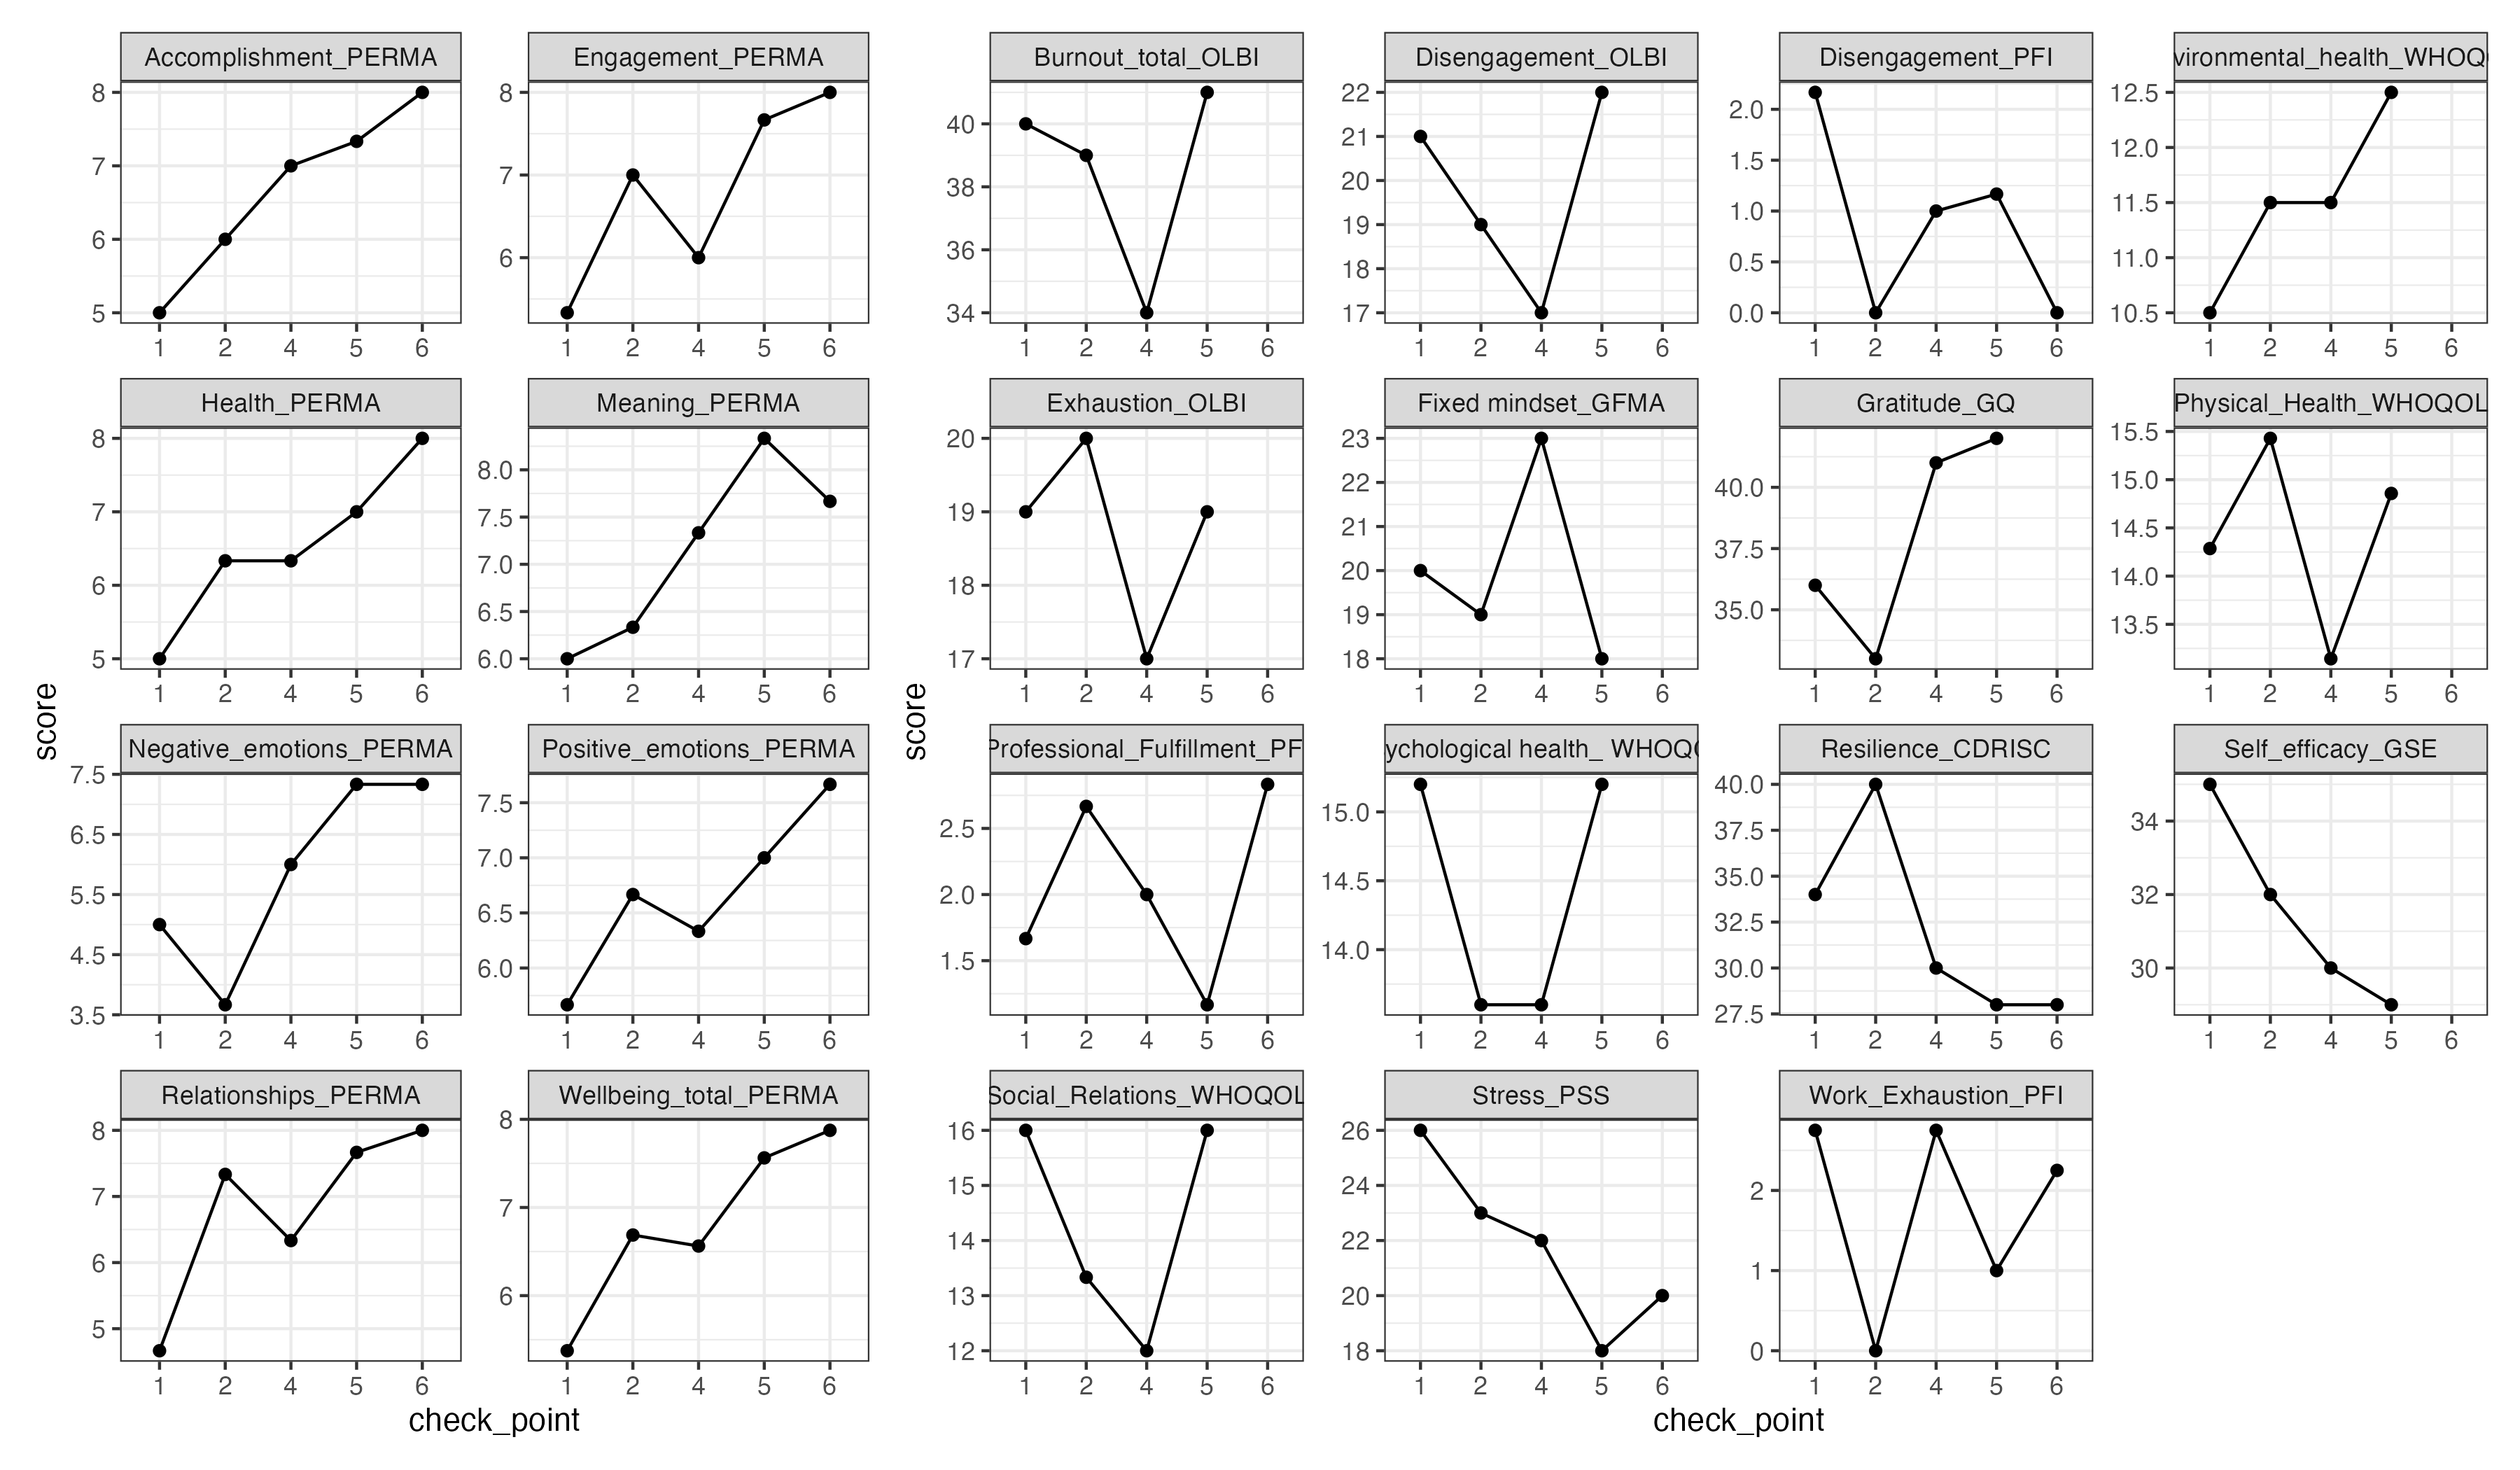 Accomplishment_PERMA
8
7
6
5
1 2 4 5 6
Engagement_PERMA
8
7
6
1 2 4 5 6
Health_PERMA
8
7
6
5
1 2 4 5 6
Meaning_PERMA
8.0
7.5
7.0
6.5
6.0
1 2 4 5 6
score
Negative_emotions_PERMA
7.5
6.5
5.5
4.5
3.5
1 2 4 5 6
Positive_emotions_PERMA
7.5
7.0
6.5
6.0
1 2 4 5 6
Relationships_PERMA
8
7
6
5
1 2 4 5 6
Wellbeing_total_PERMA
8
7
6
1 2 4 5 6
check_point
Burnout_total_OLBI
40
38
36
34
1 2 4 5 6
Disengagement_OLBI
22
21
20
19
18
17
1 2 4 5 6
Disengagement_PFI
2.0
1.5
1.0
0.5
0.0
1 2 4 5 6
vironmental_health_WHOQ
12.5
12.0
11.5
11.0
10.5
1 2 4 5 6
Exhaustion_OLBI
20
19
18
17
1 2 4 5 6
Fixed mindset_GFMA
23
22
21
20
19
18
1 2 4 5 6
Gratitude_GQ
40.0
37.5
35.0
1 2 4 5 6
Physical_Health_WHOQOL
15.5
15.0
14.5
14.0
13.5
1 2 4 5 6
score
Professional_Fulfillment_PF
2.5
2.0
1.5
1 2 4 5 6
ychological health_ WHOQ
15.0
14.5
14.0
1 2 4 5 6
Resilience_CDRISC
40.0
37.5
35.0
32.5
30.0
27.5
1 2 4 5 6
Self_efficacy_GSE
34
32
30
1 2 4 5 6
Social_Relations_WHOQOL
16
15
14
13
12
1 2 4 5 6
Stress_PSS
26
24
22
20
18
1 2 4 5 6
Work_Exhaustion_PFI
2
1
0
1 2 4 5 6
check_point